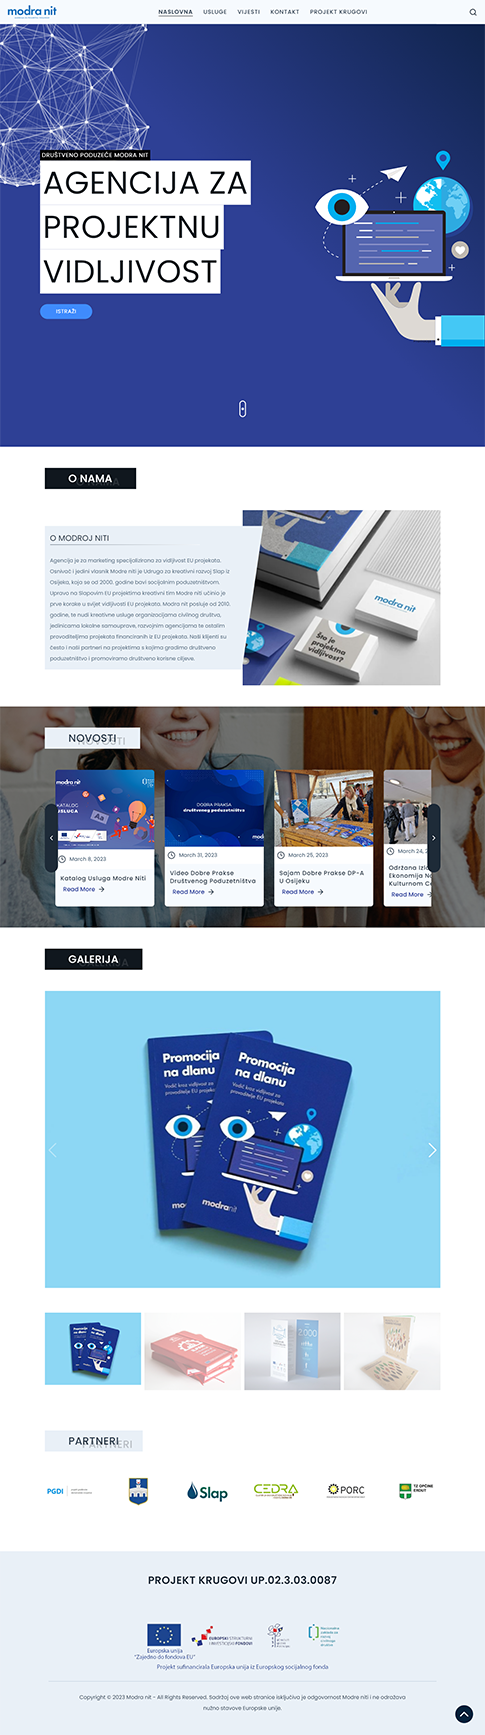 modra nit
NASLOVNA USLUGE VIJESTI KONTAKT PROJEKT KRUGOVI
DRUŠTVENO PODUZEĆE MODRA NIT
AGENCIJA ZA
PROJEKTNU
VIDLJIVOST
ISTRAŽI
O NAMA
O MODROJ NITI
Agencija je za marketing specijalizirana za vidljivost EU projekata.
Osnivač i jedini vlasnik Modre niti je Udruga za kreativni razvoj Slap iz
Osijeka, koja se od 2000. godine bavi socijalnim poduzetništvom.
Upravo na Slapovim EU projektima kreativni tim Modre niti učinio je
prve korake u svijet vidljivosti EU projekata. Modra nit posluje od 2010.
godine, te nudi kreativne usluge organizacijama civilnog društva,
jedinicama lokalne samouprave, razvojnim agencijama te ostalim
provoditeljima projekata financiranih iz EU projekata. Naši klijenti su
često i naši partneri na projektima s kojima gradimo društveno
poduzetništvo i promoviramo društveno korisne ciljeve.
modra nit
Što je
projektna
vidljivost?
NOVOSTI
modra nit
KATALOG
USLUGA
March 8, 2023
Katalog Usluga Modre Niti
Read More
DOBRA PRAKSA
društvenog poduzetništva
March 31, 2023
Video Dobre Prakse
Društvenog Poduzetništva
Read More
March 25, 2023
Sajam Dobre Prakse DP-A
U Osijeku
Read More
March 24,
Održana
Ekonomija
Kulturnom
Read More
GALERIJA
Promocija
na dlanu
Promocija
na dlanu
Vodič kroz vidljivost za
provoditelje EU projekata
modra nit
Promocija
na dlanu
2.000
PARTNERI
PGDI
Slap
CEDRA
PORC
TZ OPĆINE
ERDUT
PROJEKT KRUGOVI UP.02.3.03.0087
Europska unija
"Zajedno do fondova EU"
EUROPSKI STRUKTURNI
I INVESTICIJSKI FONDOVI
Projekt sufinancirala Europska unija iz Europskog socijalnog fonda
Copyright © 2023 Modra nit - All Rights Reserved. Sadržaj ove web stranice isključiva je odgovornost Modre niti i ne odražava
nužno stavove Europske unije.